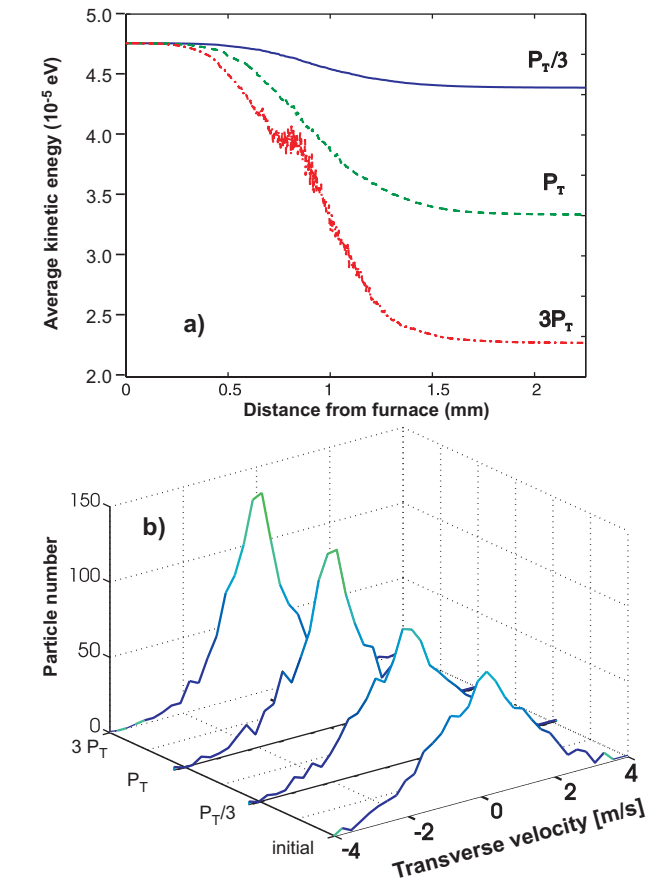 5.0
4.5
4.0
3.5
3.0
2.5
2.0
Average kinetic energy (10⁻⁵ eV)
P_T/3
P_T
3P_T
a)
0 0.5 1 1.5 2
Distance from furnace (mm)
b)
150
100
50
0
Particle number
3 P_T
P_T
P_T/3
initial
-4 -2 0 2 4
Transverse velocity [m/s]